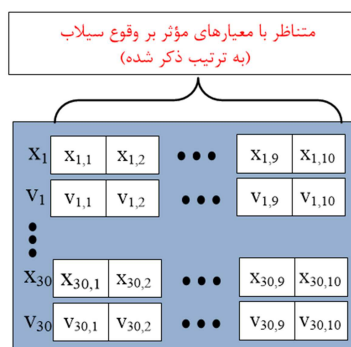 متناظر با معیارهای مؤثر بر وقوع سیلاب
(به ترتیب ذکر شده)
x1 x1,1 x1,2 ••• x1,9 x1,10
v1 v1,1 v1,2 ••• v1,9 v1,10
x30 x30,1 x30,2 ••• x30,9 x30,10
v30 v30,1 v30,2 ••• v30,9 v30,10